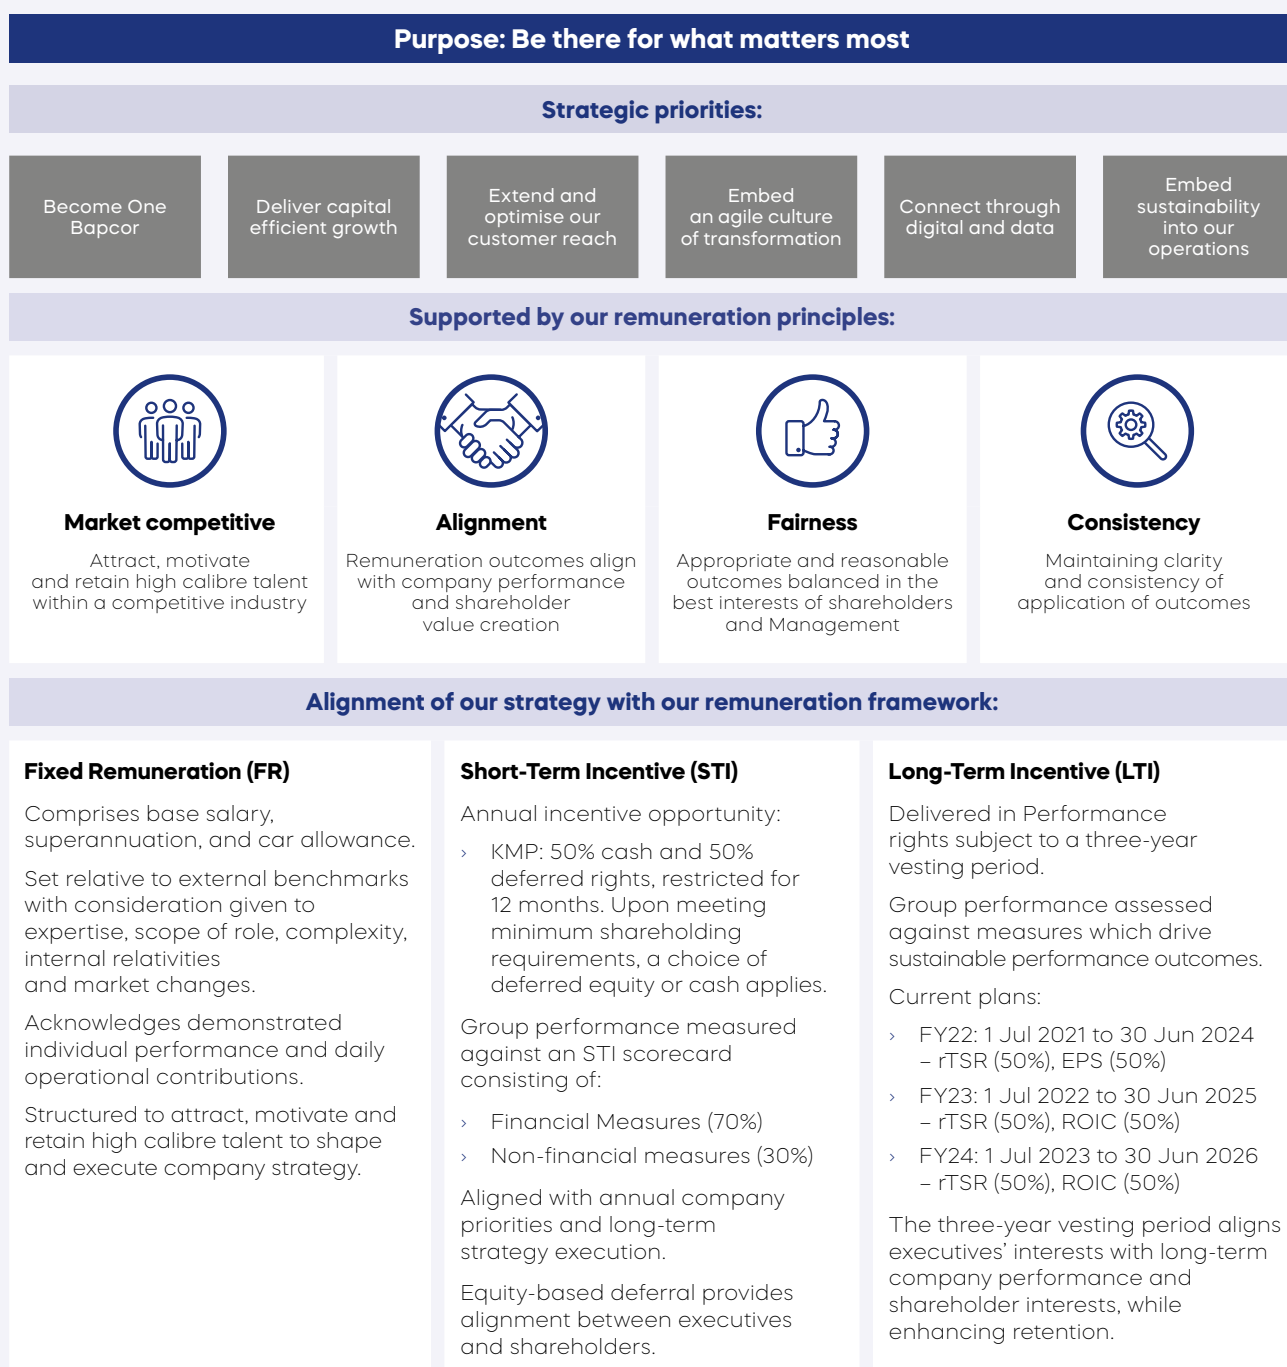 Purpose: Be there for what matters most
Strategic priorities:
Become One
Bapcor
Deliver capital
efficient growth
Extend and
optimise our
customer reach
Embed
an agile culture
of transformation
Connect through
digital and data
Embed
sustainability
into our
operations
Supported by our remuneration principles:
Market competitive
Attract, motivate
and retain high calibre talent
within a competitive industry
Alignment
Remuneration outcomes align
with company performance
and shareholder
value creation
Fairness
Appropriate and reasonable
outcomes balanced in the
best interests of shareholders
and Management
Consistency
Maintaining clarity
and consistency of
application of outcomes
Alignment of our strategy with our remuneration framework:
Fixed Remuneration (FR)
Comprises base salary,
superannuation, and car allowance.
Set relative to external benchmarks
with consideration given to
expertise, scope of role, complexity,
internal relativities
and market changes.
Acknowledges demonstrated
individual performance and daily
operational contributions.
Structured to attract, motivate and
retain high calibre talent to shape
and execute company strategy.
Short-Term Incentive (STI)
Annual incentive opportunity:
› KMP: 50% cash and 50%
deferred rights, restricted for
12 months. Upon meeting
minimum shareholding
requirements, a choice of
deferred equity or cash applies.
Group performance measured
against an STI scorecard
consisting of:
› Financial Measures (70%)
› Non-financial measures (30%)
Aligned with annual company
priorities and long-term
strategy execution.
Equity-based deferral provides
alignment between executives
and shareholders.
Long-Term Incentive (LTI)
Delivered in Performance
rights subject to a three-year
vesting period.
Group performance assessed
against measures which drive
sustainable performance outcomes.
Current plans:
› FY22: 1 Jul 2021 to 30 Jun 2024
– rTSR (50%), EPS (50%)
› FY23: 1 Jul 2022 to 30 Jun 2025
– rTSR (50%), ROIC (50%)
› FY24: 1 Jul 2023 to 30 Jun 2026
– rTSR (50%), ROIC (50%)
The three-year vesting period aligns
executives’ interests with long-term
company performance and
shareholder interests, while
enhancing retention.